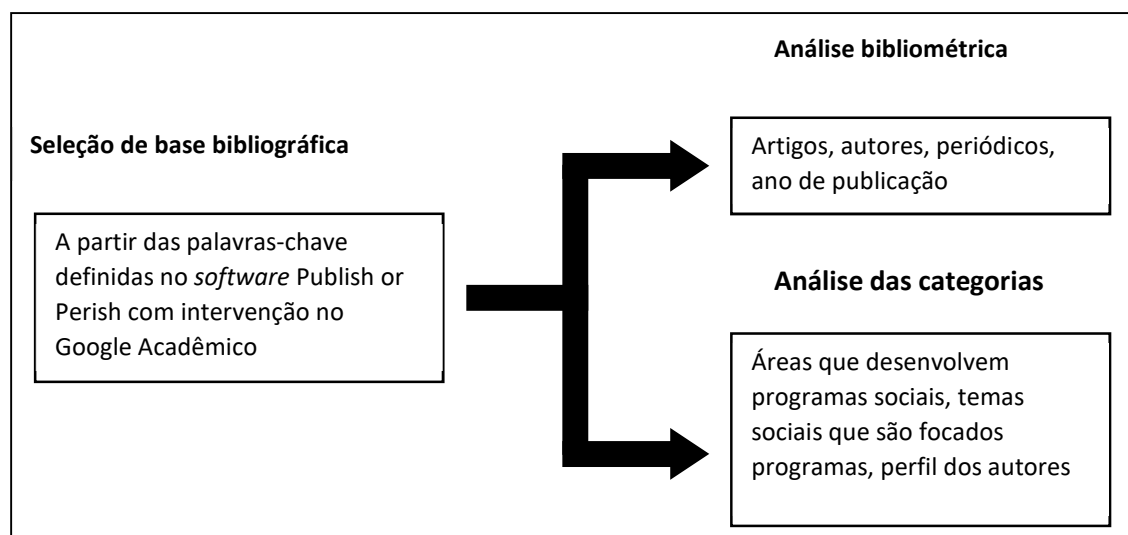 Seleção de base bibliográfica
A partir das palavras-chave
definidas no software Publish or
Perish com intervenção no
Google Acadêmico
Análise bibliométrica
Artigos, autores, periódicos,
ano de publicação
Análise das categorias
Áreas que desenvolvem
programas sociais, temas
sociais que são focados
programas, perfil dos autores